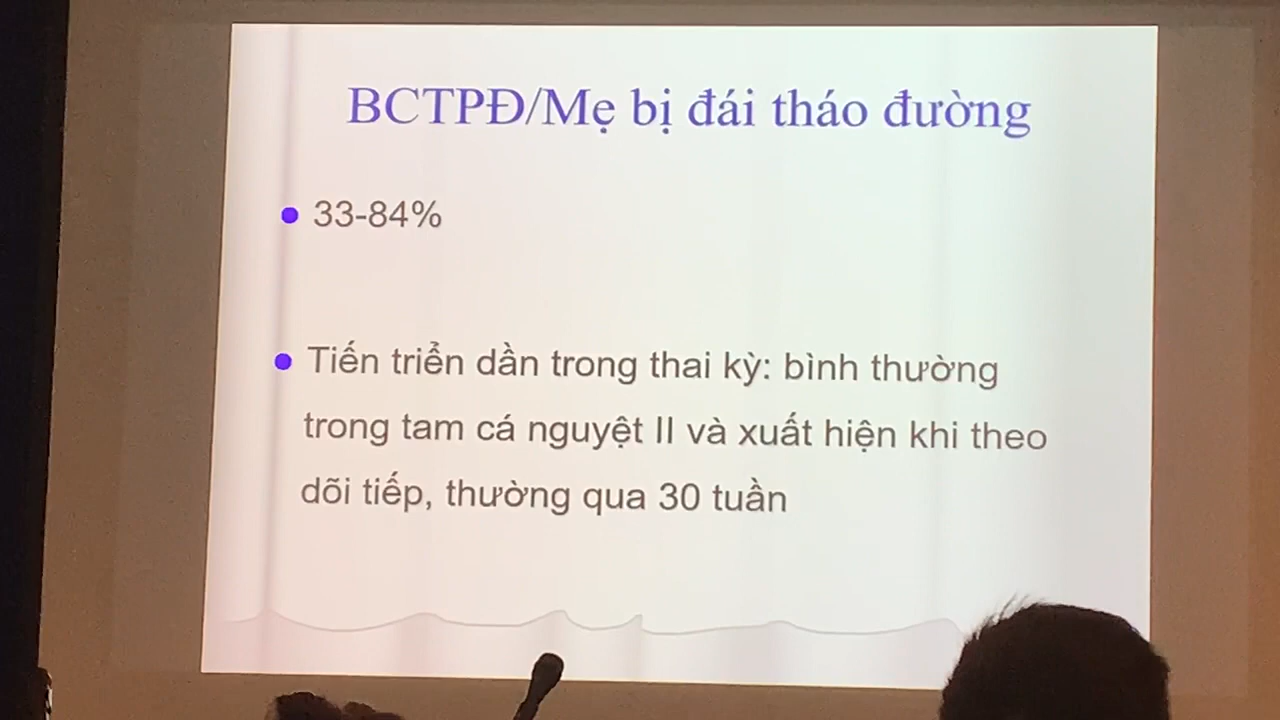 BCTPĐ/Mẹ bị đái tháo đường
33-84%
Tiến triển dần trong thai kỳ: bình thường
trong tam cá nguyệt II và xuất hiện khi theo
dõi tiếp, thường qua 30 tuần